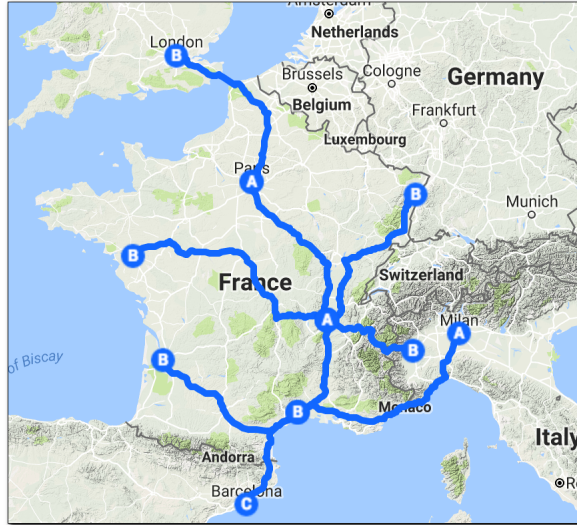 Amsterdam
London
B
Netherlands
Brussels
Cologne
Germany
Belgium
Frankfurt
Luxembourg
Paris
A
B
Munich
B
France
Switzerland
A
Milan
A
B
of Biscay
B
Monaco
B
Italy
Andorra
Barcelona
C